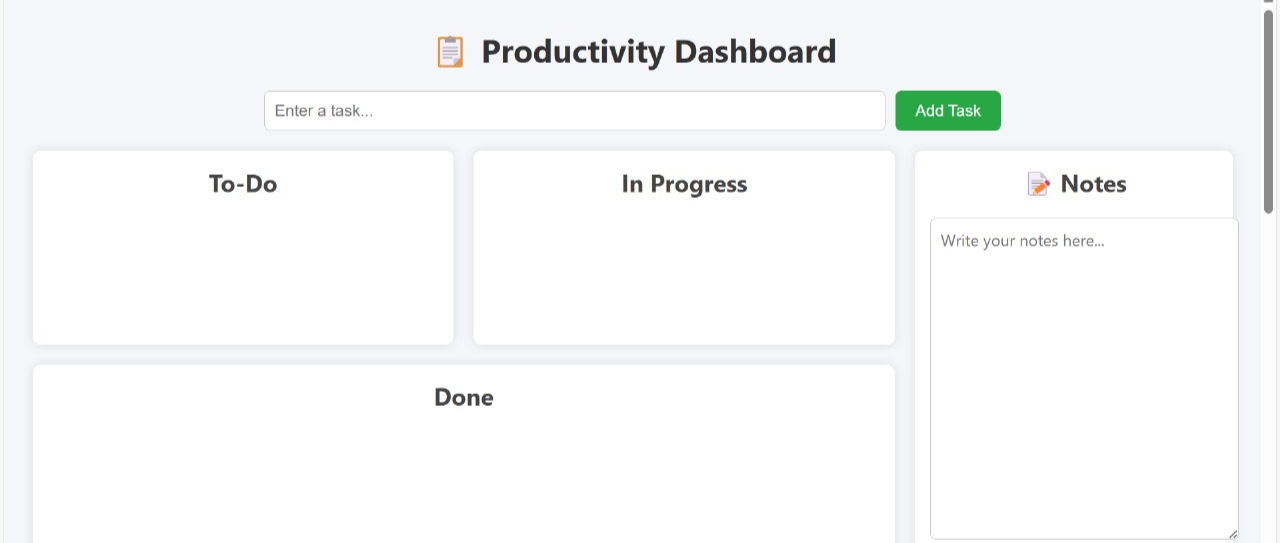 Productivity Dashboard
Enter a task...
Add Task
To-Do
In Progress
Notes
Write your notes here...
Done